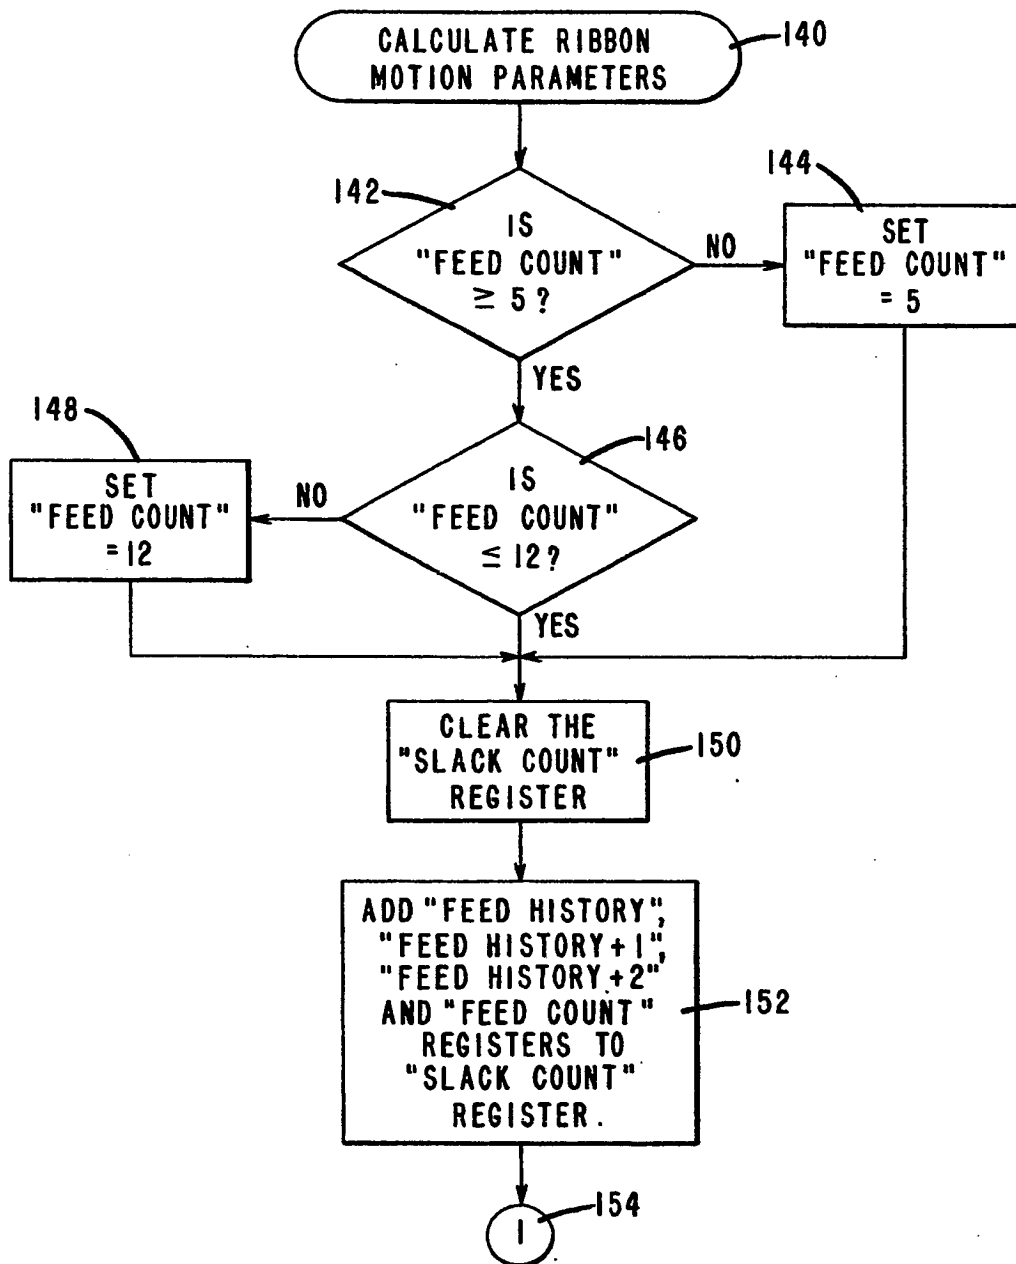 CALCULATE RIBBON
MOTION PARAMETERS
140
142
IS
"FEED COUNT"
≥ 5?
NO
144
SET
"FEED COUNT"
= 5
YES
148
SET
"FEED COUNT"
=12
NO
146
IS
"FEED COUNT"
≤ 12?
YES
CLEAR THE
"SLACK COUNT"
REGISTER
150
ADD "FEED HISTORY",
"FEED HISTORY+1",
"FEED HISTORY+2"
AND "FEED COUNT"
REGISTERS TO
"SLACK COUNT"
REGISTER.
152
1
154